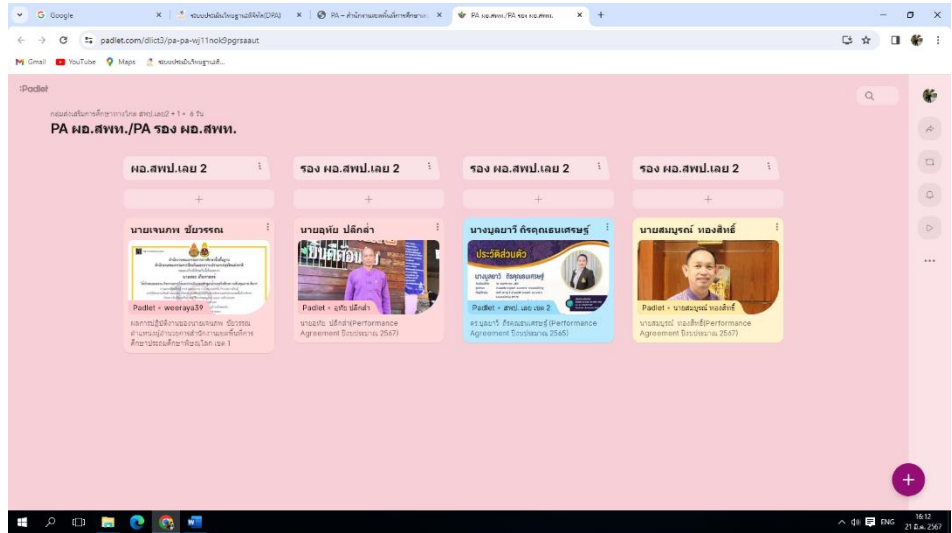 Google
ระบบประเมินวิทยฐานะดิจิทัล(DPA)
PA – สำนักงานเขตพื้นที่การศึกษา
PA ผอ.สพท./PA รอง ผอ.สพท.
padlet.com/dlict3/pa-pa-wj11nok9pgrsaaut
Gmail
YouTube
Maps
ระบบประเมินวิทยฐานะดิ...
:Padlet
กลุ่มส่งเสริมการศึกษาทางไกล สพป.เลย2 + 1 • 6 วัน
PA ผอ.สพท./PA รอง ผอ.สพท.
ผอ.สพป.เลย 2
รอง ผอ.สพป.เลย 2
รอง ผอ.สพป.เลย 2
รอง ผอ.สพป.เลย 2
นายเจนภพ ชัยวรรณ
Padlet • weeraya39
ผลการปฏิบัติงานของนายเจนภพ ชัยวรรณ
ตำแหน่งผู้อำนวยการสำนักงานเขตพื้นที่การ
ศึกษาประถมศึกษาพิษณุโลก เขต 1
นายอุทัย ปลีกล่ำ
Padlet • อุทัย ปลีกล่ำ
นายอุทัย ปลีกล่ำ(Performance
Agreement ปีงบประมาณ 2567)
นางบุลยาวี ถิรตุณธนเศรษฐ์
ประวัติส่วนตัว
Padlet • สพป. เลย เขต 2
Agreement ปีงบประมาณ 2565)
นายสมบูรณ์ ทองสิทธิ์
Padlet • นายสมบูรณ์ ทองสิทธิ์
นายสมบูรณ์ ทองสิทธิ์(Performance
Agreement ปีงบประมาณ 2567)
ENG
16:12
21 มี.ค. 2567